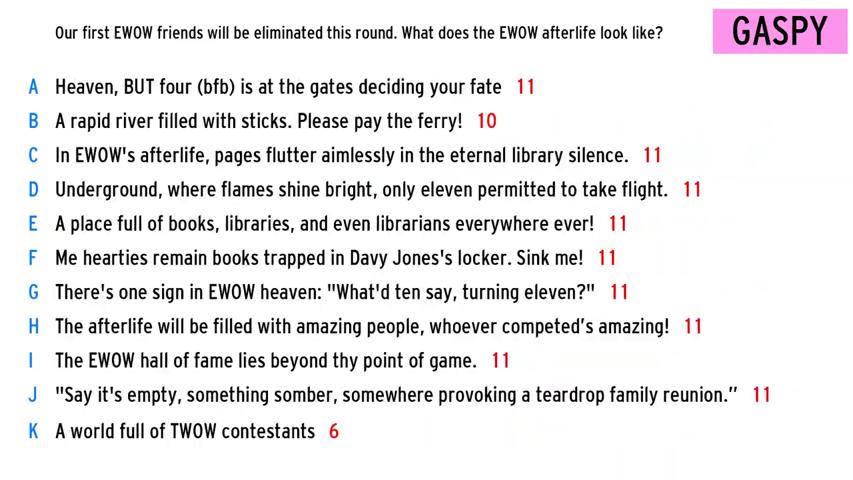 Our first EWOW friends will be eliminated this round. What does the EWOW afterlife look like?
GASPY
A Heaven, BUT four (bfb) is at the gates deciding your fate 11
B A rapid river filled with sticks. Please pay the ferry! 10
C In EWOW's afterlife, pages flutter aimlessly in the eternal library silence. 11
D Underground, where flames shine bright, only eleven permitted to take flight. 11
E A place full of books, libraries, and even librarians everywhere ever! 11
F Me hearties remain books trapped in Davy Jones's locker. Sink me! 11
G There's one sign in EWOW heaven: "What'd ten say, turning eleven?" 11
H The afterlife will be filled with amazing people, whoever competed’s amazing! 11
I The EWOW hall of fame lies beyond thy point of game. 11
J "Say it's empty, something somber, somewhere provoking a teardrop family reunion.” 11
K A world full of TWOW contestants 6